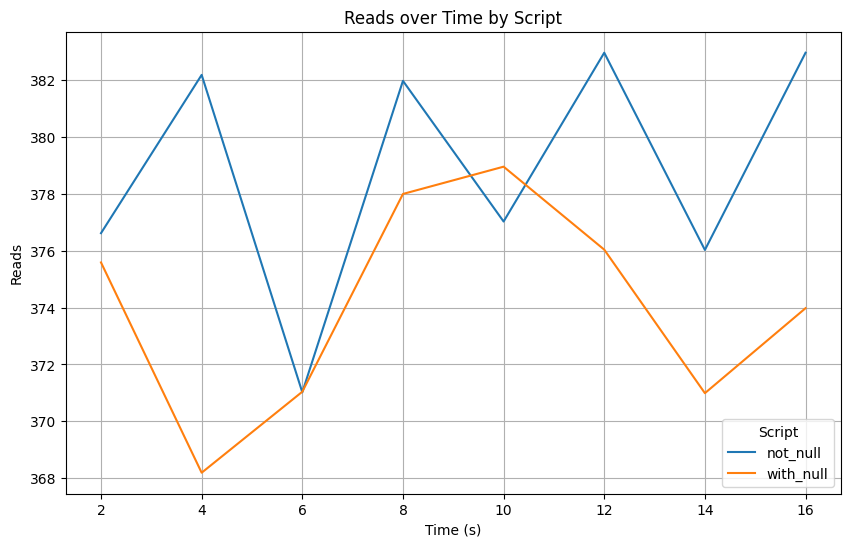 Reads over Time by Script
Reads
382
380
378
376
374
372
370
368
2 4 6 8 10 12 14 16
Time (s)
Script
not_null
with_null